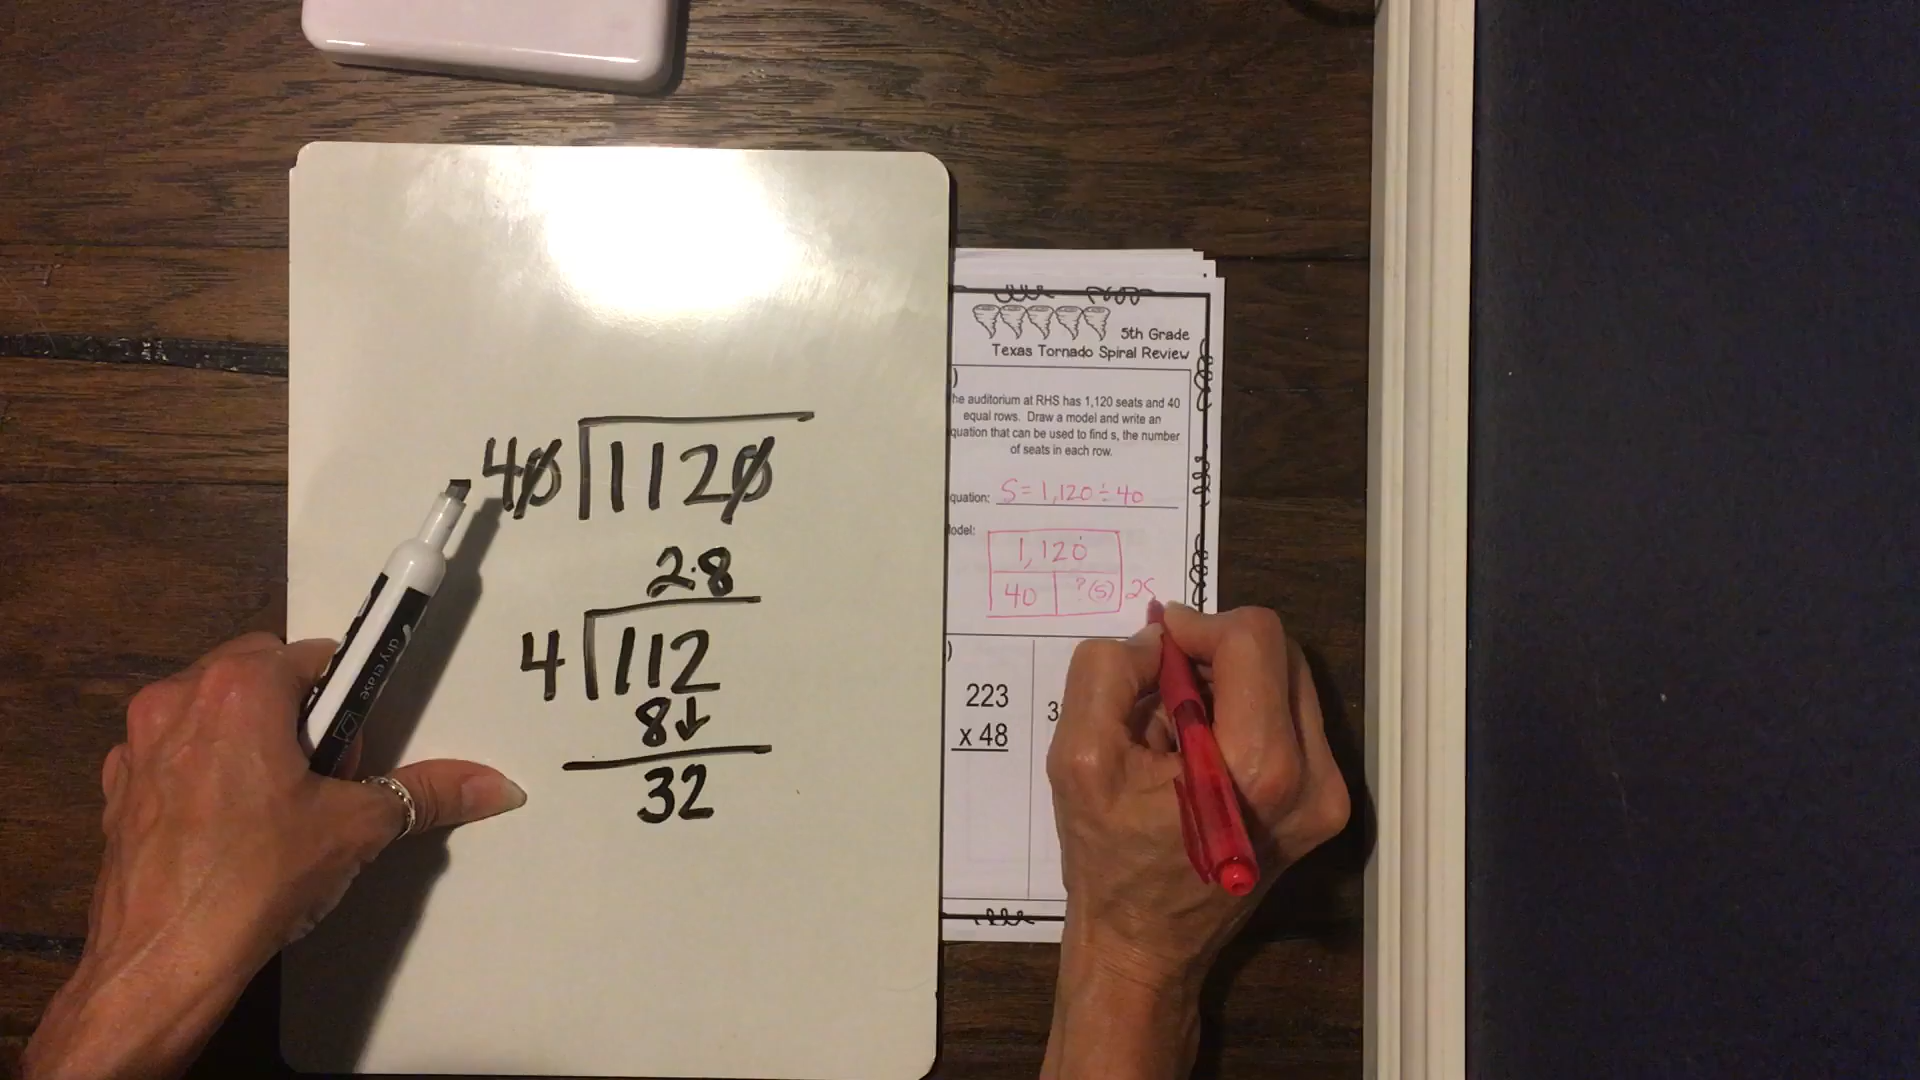 40 1120
28
4 112
8
32
dry erase
5th Grade
Texas Tornado Spiral Review
)
he auditorium at RHS has 1,120 seats and 40
equal rows. Draw a model and write an
quation that can be used to find s, the number
of seats in each row.
quation: S = 1,120 ÷ 40
odel:
1,120
40 ? (s)
)
223
x 48
3